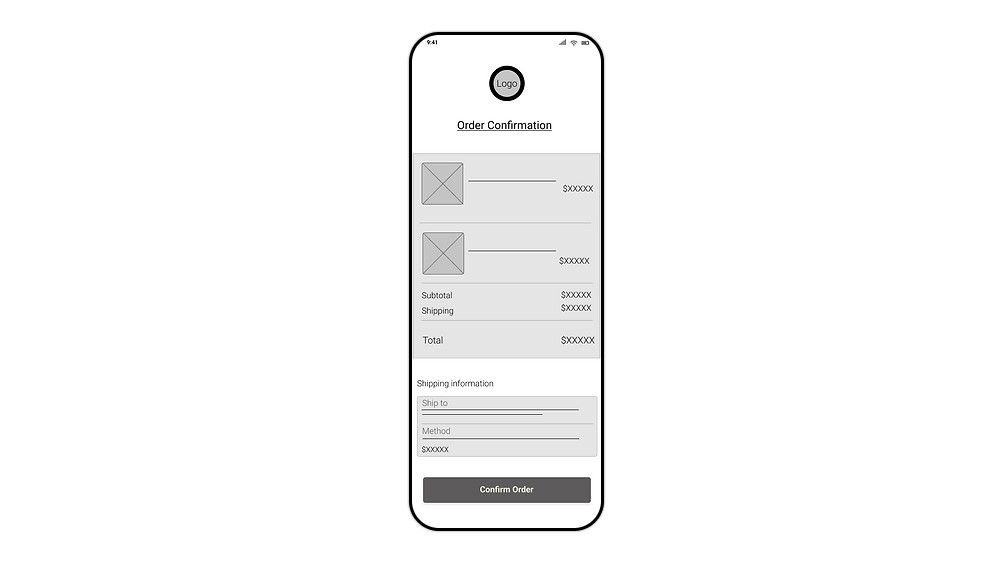 9:41
Logo
Order Confirmation
$XXXXX
$XXXXX
Subtotal $XXXXX
Shipping $XXXXX
Total $XXXXX
Shipping information
Ship to
Method
$XXXXX
Confirm Order